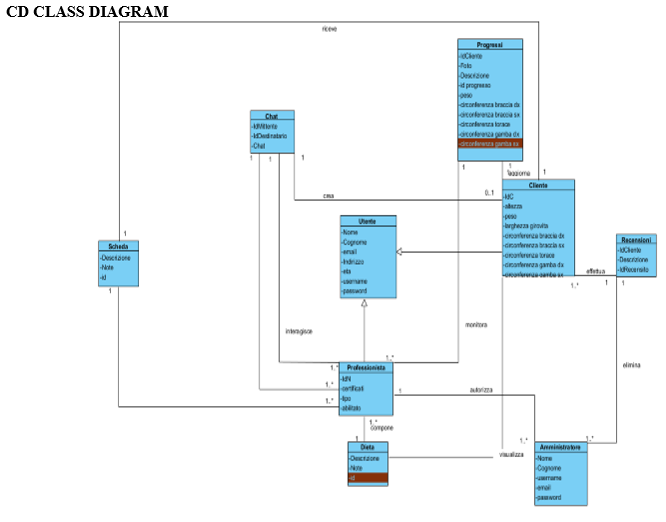 CD CLASS DIAGRAM
riceve
Progressi
-IdCliente
-Foto
-Descrizione
-id progresso
-peso
-circonferenza braccia dx
-circonferenza braccia sx
-circonferenza torace
-circonferenza gamba dx
-circonferenza gamba sx
1
1
1
Chat
-IdMittente
-IdDestinatario
-Chat
1
1
1
crea
0..1
Cliente
-IdC
-altezza
-peso
-larghezza girovita
-circonferenza braccia dx
-circonferenza braccia sx
-circonferenza torace
-circonferenza gamba dx
-circonferenza gamba sx
Utente
-Nome
-Cognome
-email
-Indirizzo
-eta
-username
-password
1
Scheda
-Descrizione
-Note
-id
1
Recensioni
-IdCliente
-Descrizione
-IdRecensito
effettua
1..*
1
1
interagisce
monitora
elimina
1..*
1..*
1..*
1..*
Professionista
-IdN
-certificati
-tipo
-abilitato
1
autorizza
1..*
1..*
1..*
compone
1
Dieta
-Descrizione
-Note
-id
visualizza
Amministratore
-Nome
-Cognome
-username
-email
-password